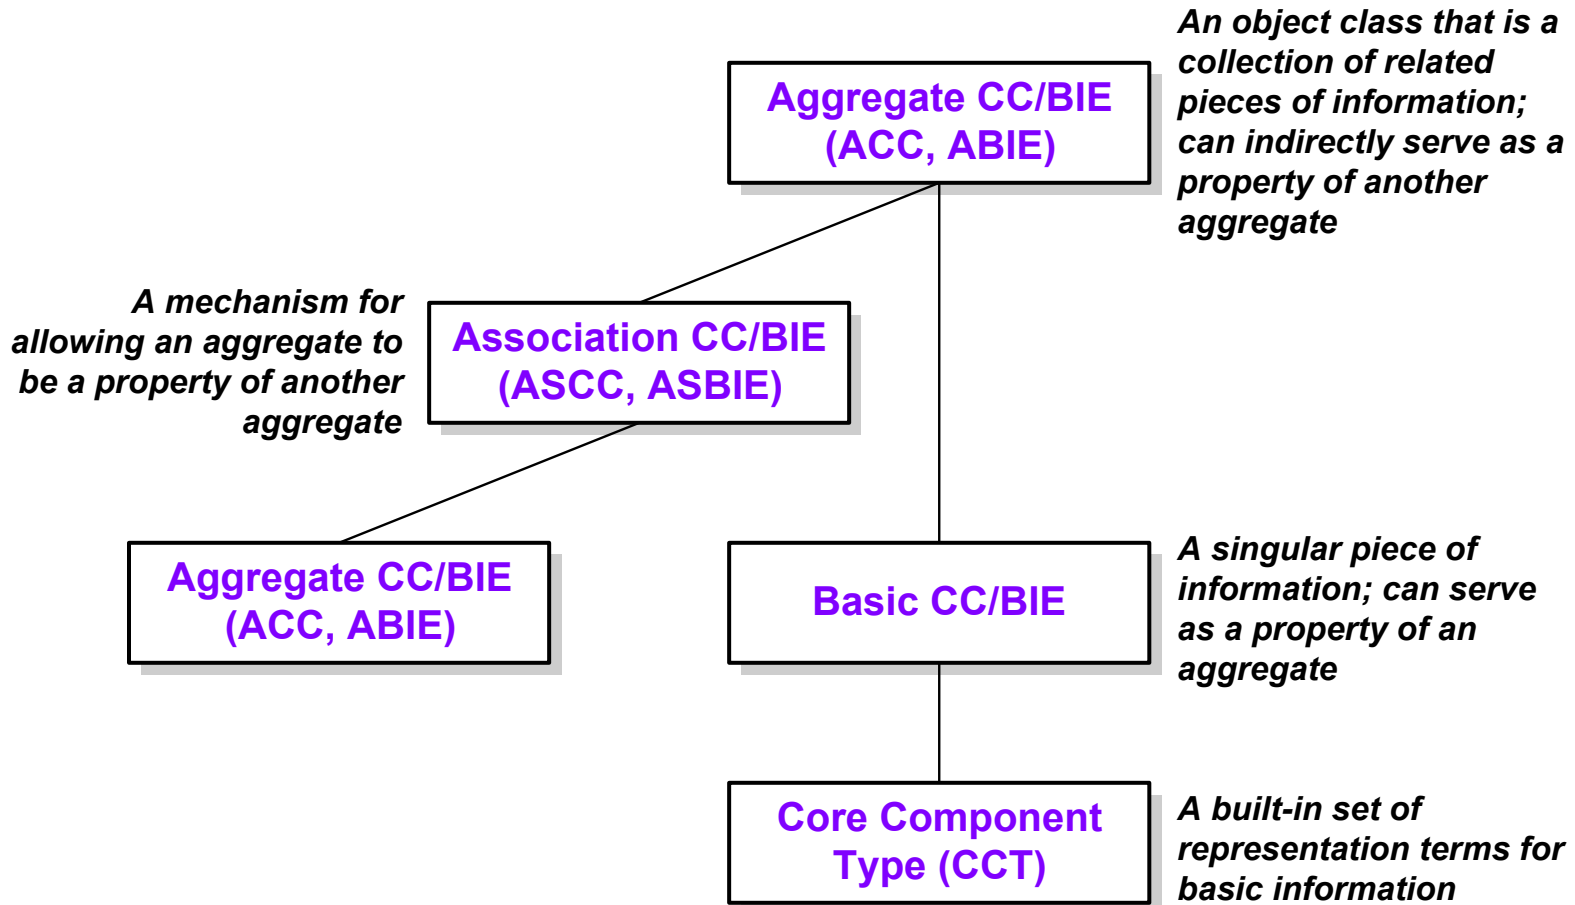 Aggregate CC/BIE
(ACC, ABIE)
An object class that is a
collection of related
pieces of information;
can indirectly serve as a
property of another
aggregate
A mechanism for
allowing an aggregate to
be a property of another
aggregate
Association CC/BIE
(ASCC, ASBIE)
Aggregate CC/BIE
(ACC, ABIE)
Basic CC/BIE
A singular piece of
information; can serve
as a property of an
aggregate
Core Component
Type (CCT)
A built-in set of
representation terms for
basic information